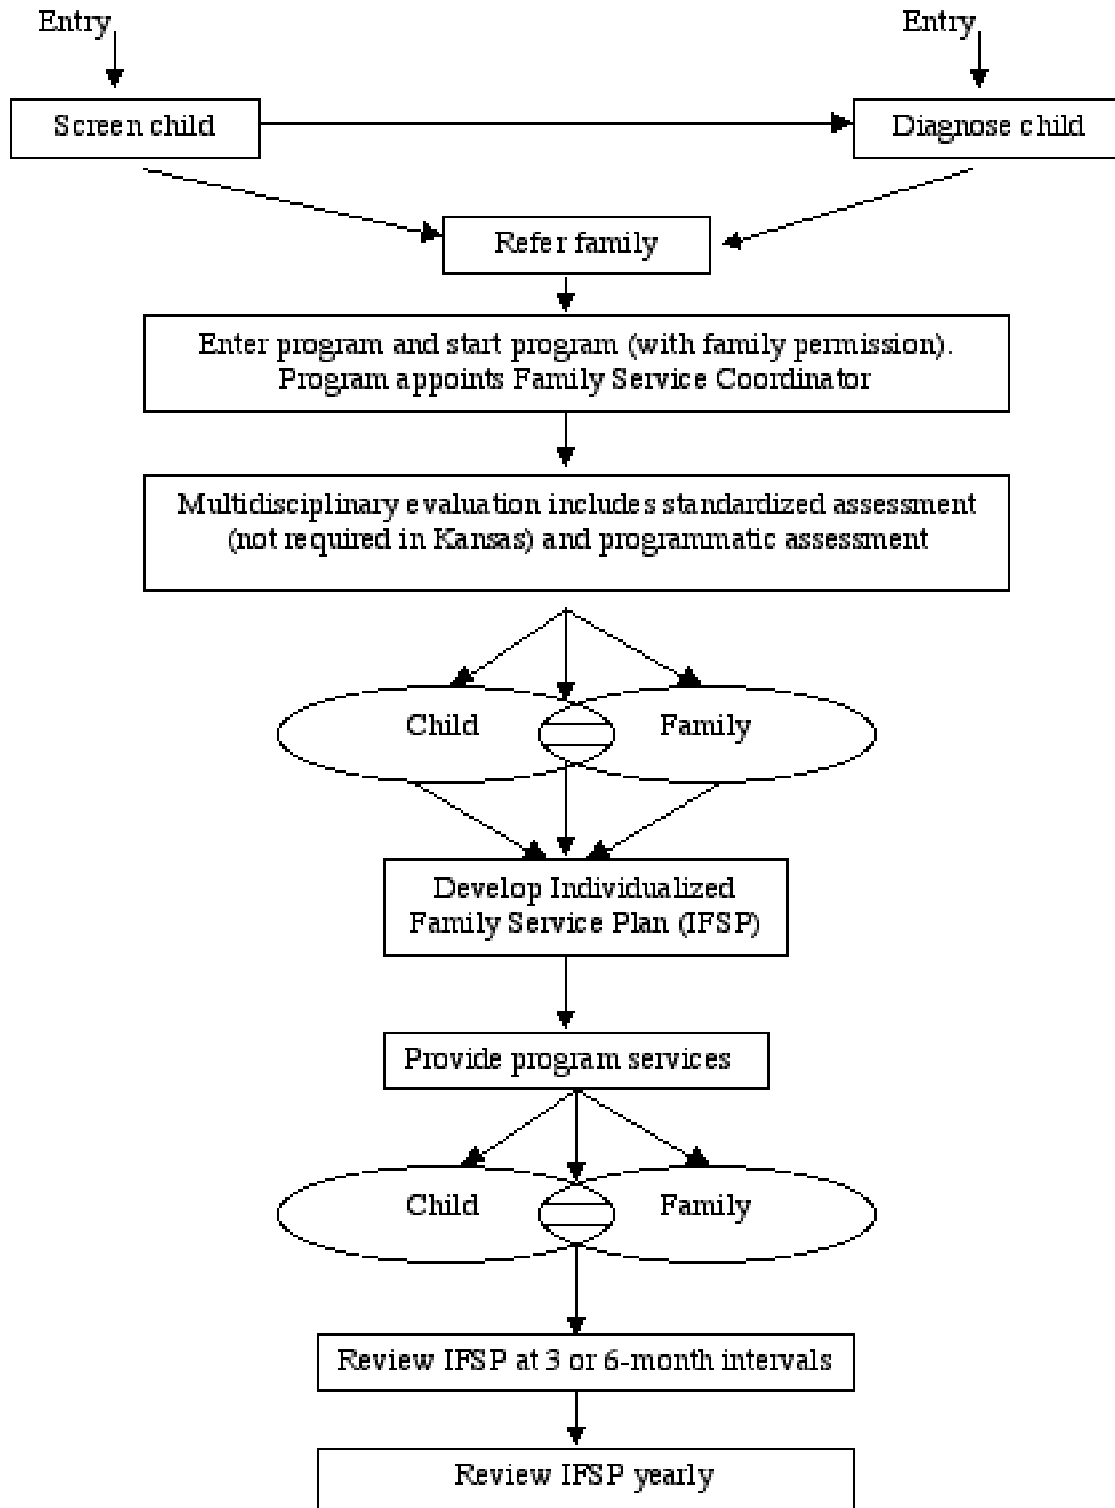 Entry
Entry
Screen child
Diagnose child
Refer family
Enter program and start program (with family permission).
Program appoints Family Service Coordinator
Multidisciplinary evaluation includes standardized assessment
(not required in Kansas) and programmatic assessment
Child
Family
Develop Individualized
Family Service Plan (IFSP)
Provide program services
Child
Family
Review IFSP at 3 or 6-month intervals
Review IFSP yearly